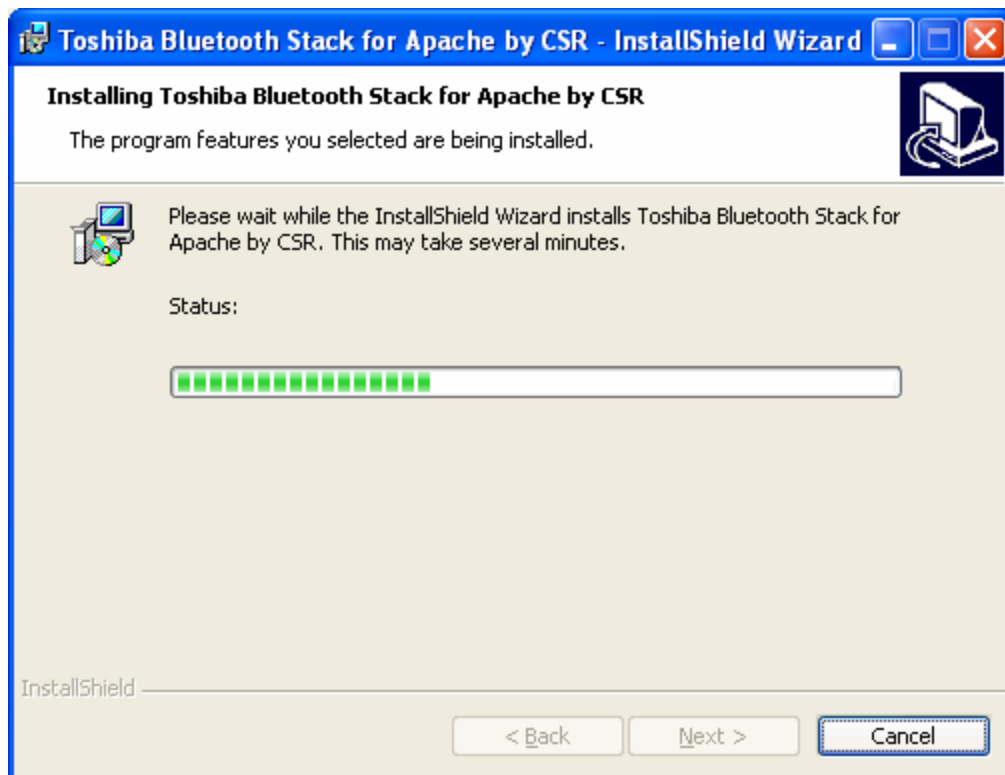 Toshiba Bluetooth Stack for Apache by CSR - InstallShield Wizard
Installing Toshiba Bluetooth Stack for Apache by CSR
The program features you selected are being installed.
Please wait while the InstallShield Wizard installs Toshiba Bluetooth Stack for
Apache by CSR. This may take several minutes.
Status:
InstallShield
< Back
Next >
Cancel